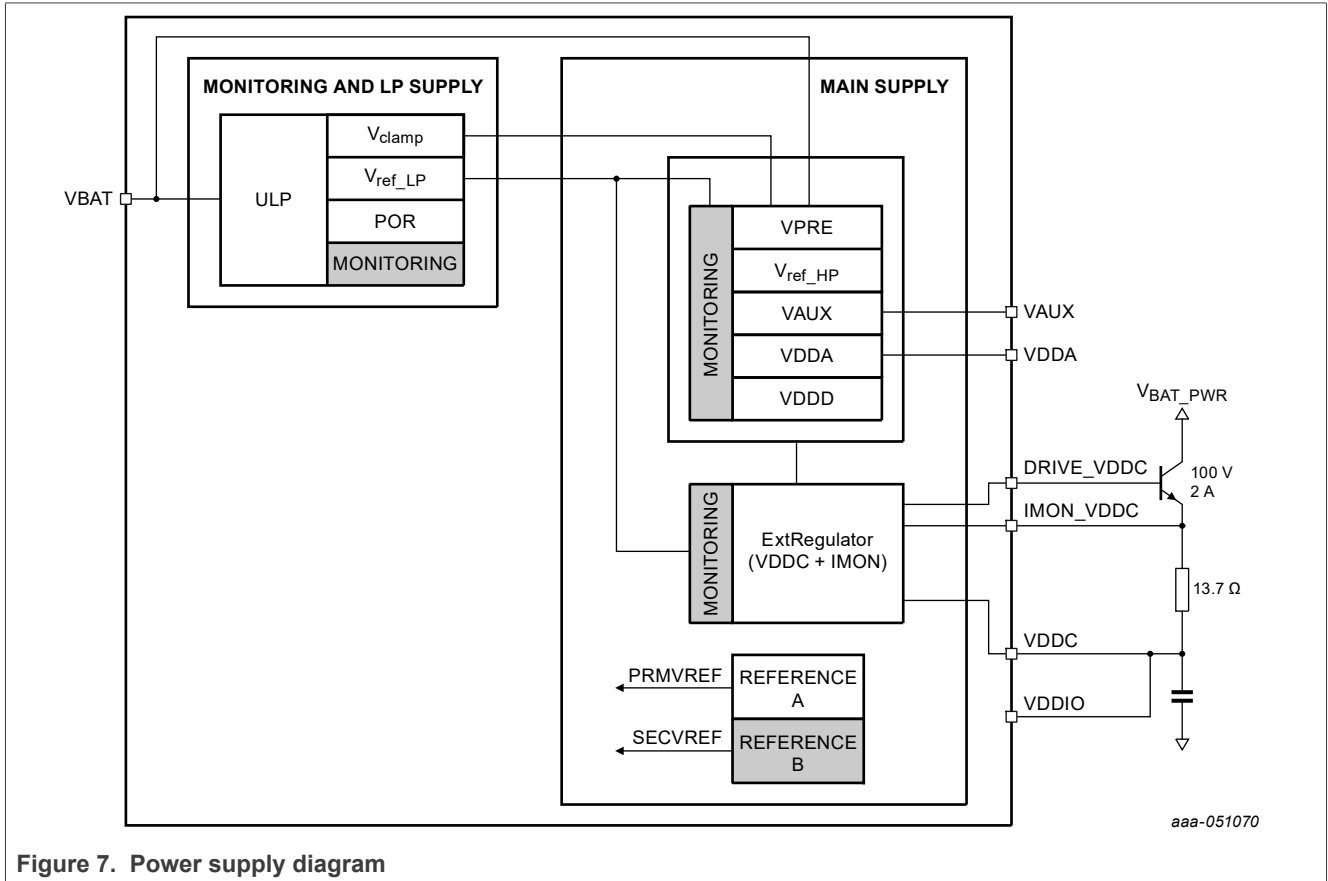 MONITORING AND LP SUPPLY
MAIN SUPPLY
VBAT
ULP
Vclamp
Vref_LP
POR
MONITORING
MONITORING
VPRE
Vref_HP
VAUX
VDDA
VDDD
VAUX
VDDA
VBAT_PWR
DRIVE_VDDC
100 V
2 A
IMON_VDDC
MONITORING
ExtRegulator
(VDDC + IMON)
13.7 Ω
VDDC
VDDIO
PRMVREF
REFERENCE
A
SECVREF
REFERENCE
B
aaa-051070
Figure 7. Power supply diagram